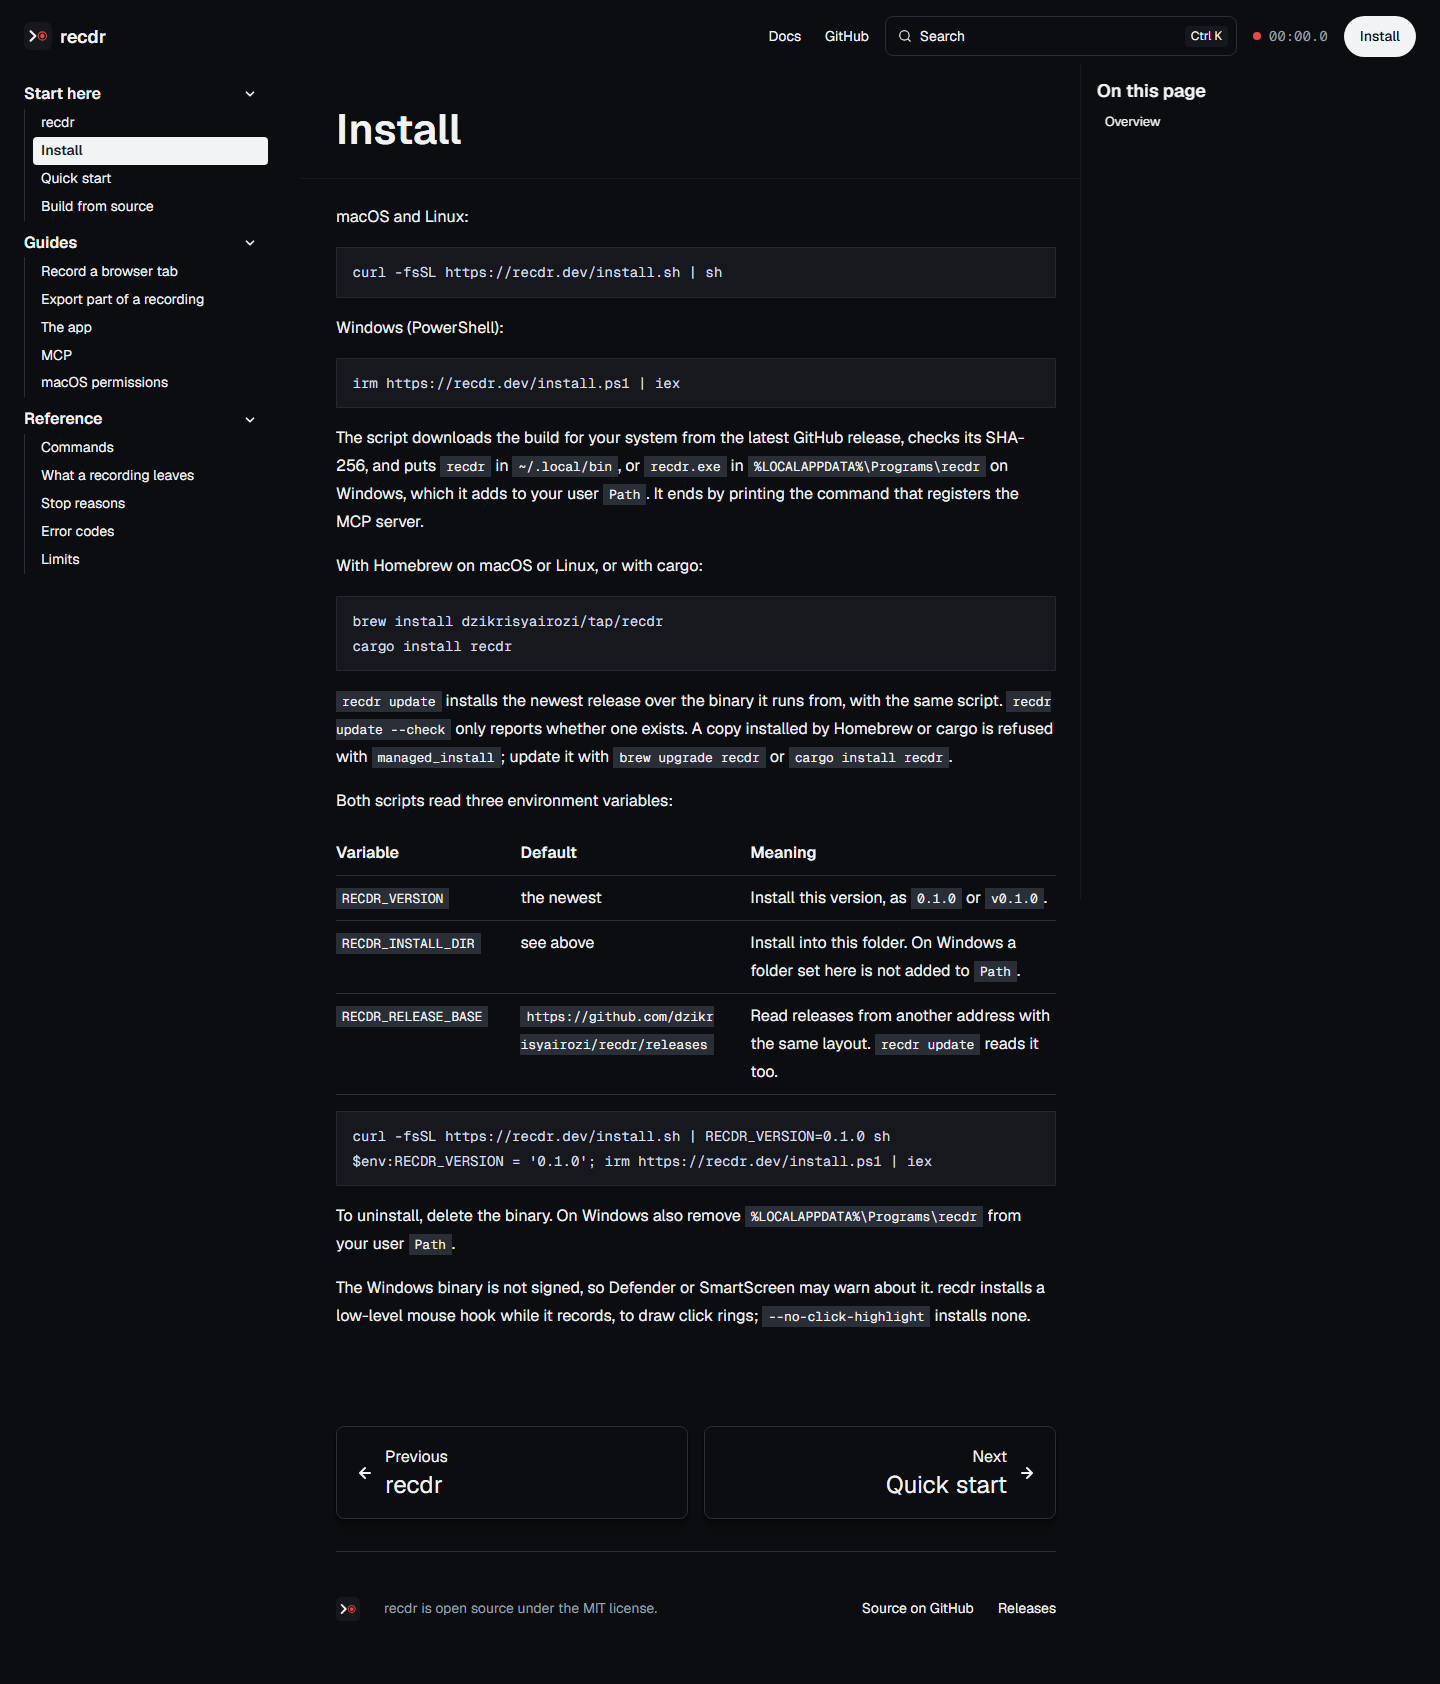 recdr
Docs
GitHub
Search
Ctrl K
00:00.0
Install
Start here
recdr
Install
Quick start
Build from source
Guides
Record a browser tab
Export part of a recording
The app
MCP
macOS permissions
Reference
Commands
What a recording leaves
Stop reasons
Error codes
Limits
Install
macOS and Linux:
curl -fsSL https://recdr.dev/install.sh | sh
Windows (PowerShell):
irm https://recdr.dev/install.ps1 | iex
The script downloads the build for your system from the latest GitHub release, checks its SHA-
256, and puts recdr in ~/.local/bin, or recdr.exe in %LOCALAPPDATA%\Programs\recdr on
Windows, which it adds to your user Path. It ends by printing the command that registers the
MCP server.
With Homebrew on macOS or Linux, or with cargo:
brew install dzikrisyairozi/tap/recdr
cargo install recdr
recdr update installs the newest release over the binary it runs from, with the same script. recdr
update --check only reports whether one exists. A copy installed by Homebrew or cargo is refused
with managed_install; update it with brew upgrade recdr or cargo install recdr.
Both scripts read three environment variables:
Variable Default Meaning
RECDR_VERSION the newest Install this version, as 0.1.0 or v0.1.0.
RECDR_INSTALL_DIR see above Install into this folder. On Windows a
folder set here is not added to Path.
RECDR_RELEASE_BASE https://github.com/dzikr Read releases from another address with
isyairozi/recdr/releases the same layout. recdr update reads it
too.
curl -fsSL https://recdr.dev/install.sh | RECDR_VERSION=0.1.0 sh
$env:RECDR_VERSION = '0.1.0'; irm https://recdr.dev/install.ps1 | iex
To uninstall, delete the binary. On Windows also remove %LOCALAPPDATA%\Programs\recdr from
your user Path.
The Windows binary is not signed, so Defender or SmartScreen may warn about it. recdr installs a
low-level mouse hook while it records, to draw click rings; --no-click-highlight installs none.
Previous
recdr
Next
Quick start
recdr is open source under the MIT license.
Source on GitHub
Releases
On this page
Overview